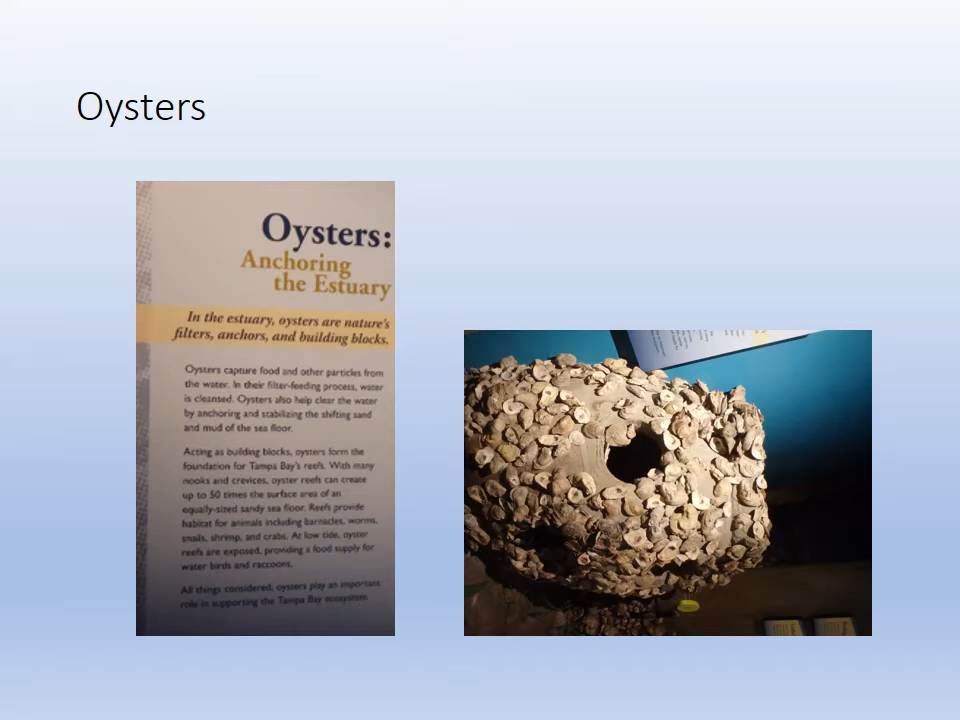 Oysters
Oysters:
Anchoring
the Estuary
In the estuary, oysters are nature's
filters, anchors, and building blocks.
Oysters capture food and other particles from
the water. In their filter-feeding process, water
is cleansed. Oysters also help clear the water
by anchoring and stabilizing the shifting sand
and mud of the sea floor.
Acting as building blocks, oysters form the
foundation for Tampa Bay's reefs. With many
nooks and crevices, oyster reefs can create
up to 50 times the surface area of an
equally-sized sandy sea floor. Reefs provide
habitat for animals including barnacles, worms,
snails, shrimp, and crabs. At low tide, oyster
reefs are exposed, providing a food supply for
water birds and raccoons.
All things considered, oysters play an important
role in supporting the Tampa Bay ecosystem.